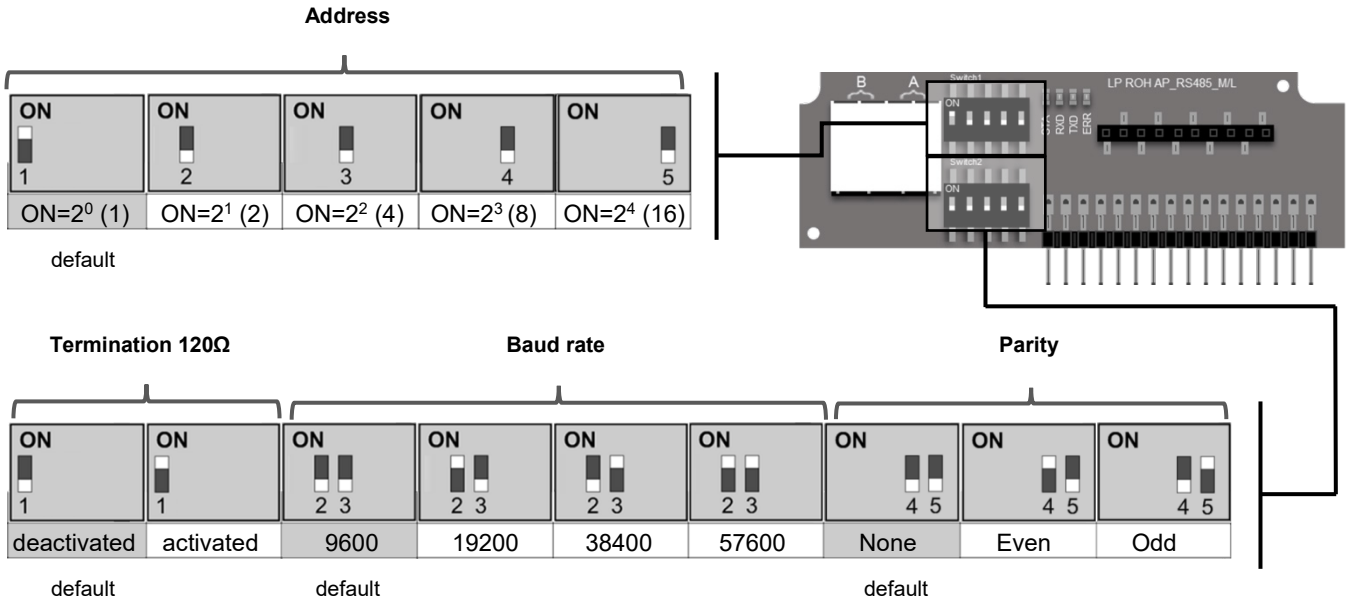 Address
ON ON ON ON ON
1 2 3 4 5
ON=2⁰ (1) ON=2¹ (2) ON=2² (4) ON=2³ (8) ON=2⁴ (16)
default
B A
Switch1
LP ROH AP_RS485_M/L
ON
STA RXD TXD ERR
Switch2
ON
Termination 120Ω Baud rate Parity
ON ON ON ON ON ON ON ON ON
1 1 2 3 2 3 2 3 2 3 4 5 4 5 4 5
deactivated activated 9600 19200 38400 57600 None Even Odd
default default default